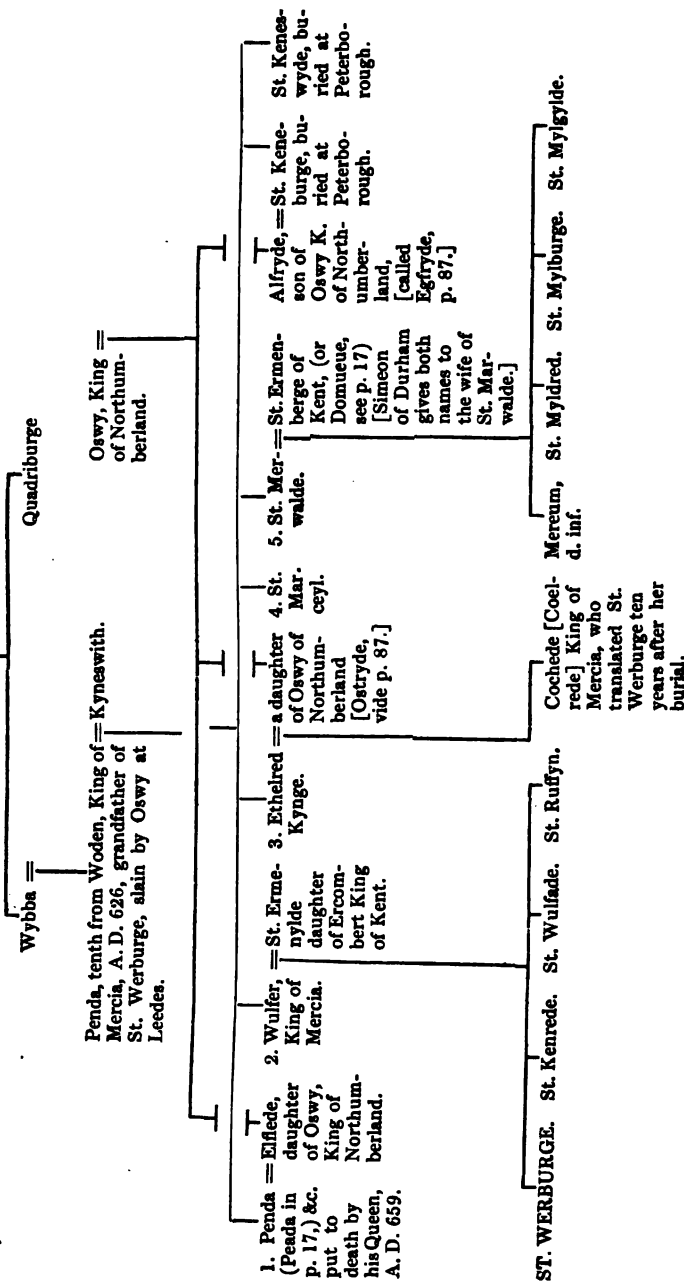 Wybba =
Quadriburge
Penda, tenth from Woden, King of = Kyneswith.
Mercia, A. D. 626, grandfather of
St. Werburge, slain by Oswy at
Leedes.
Oswy, King =
of Northum-
berland.
1. Penda = Elflede,
(Peada in
p. 17,) &c.
put to
death by
his Queen,
A. D. 659.
daughter
of Oswy,
King of
Northum-
berland.
2. Wulfer, = St. Erme-
King of
Mercia.
nylde
daughter
of Ercom-
bert King
of Kent.
3. Ethelred = a daughter
Kynge.
of Oswy of
Northum-
berland
[Ostryde,
vide p. 87.]
4. St.
Mar-
ceyl.
5. St. Mer- = St. Ermen-
walde.
berge of
Kent, (or
Domueue,
see p. 17)
[Simeon
of Durham
gives both
names to
the wife of
St. Mar-
walde.]
Alfryde, = St. Kene-
son of
Oswy K.
of North-
umber-
land,
[called
Egfryde,
p. 87.]
burge, bu-
ried at
Peterbo-
rough.
St. Kenes-
wyde, bu-
ried at
Peterbo-
rough.
ST. WERBURGE. St. Kenrede. St. Wulfade. St. Ruffyn.
Cochede [Coel-
rede] King of
Mercia, who
translated St.
Werburge ten
years after her
burial.
Mereum,
d. inf.
St. Myldred. St. Mylburge. St. Mylgylde.